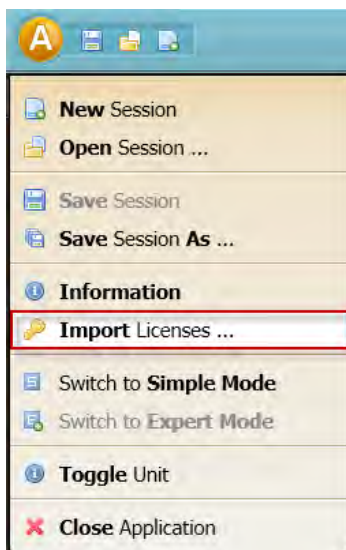 A
New Session
Open Session ...
Save Session
Save Session As ...
Information
Import Licenses ...
Switch to Simple Mode
Switch to Expert Mode
Toggle Unit
Close Application